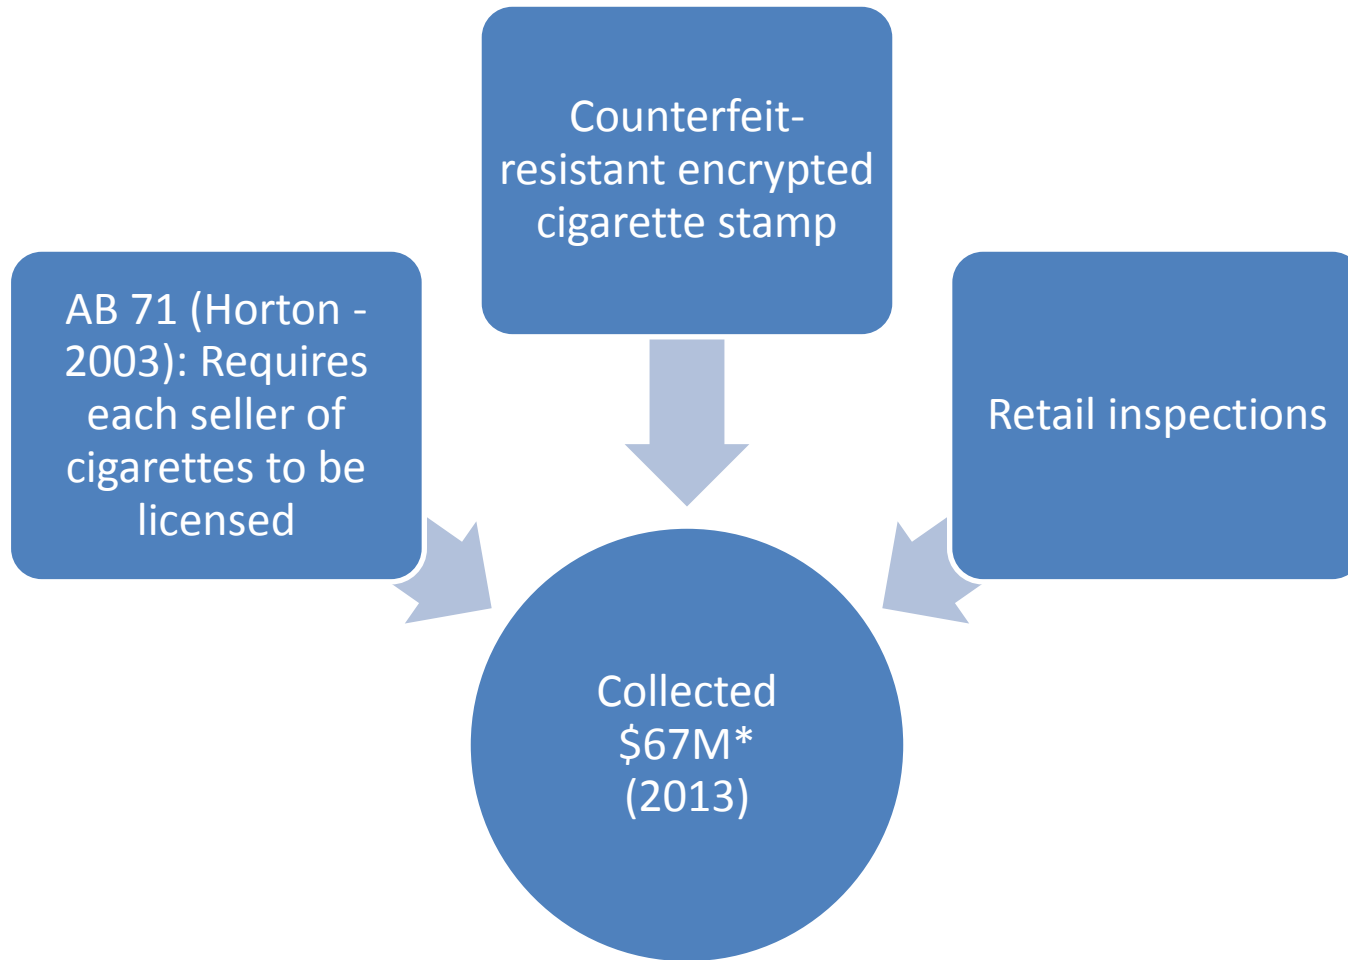 Counterfeit-
resistant encrypted
cigarette stamp
AB 71 (Horton -
2003): Requires
each seller of
cigarettes to be
licensed
Retail inspections
Collected
$67M*
(2013)